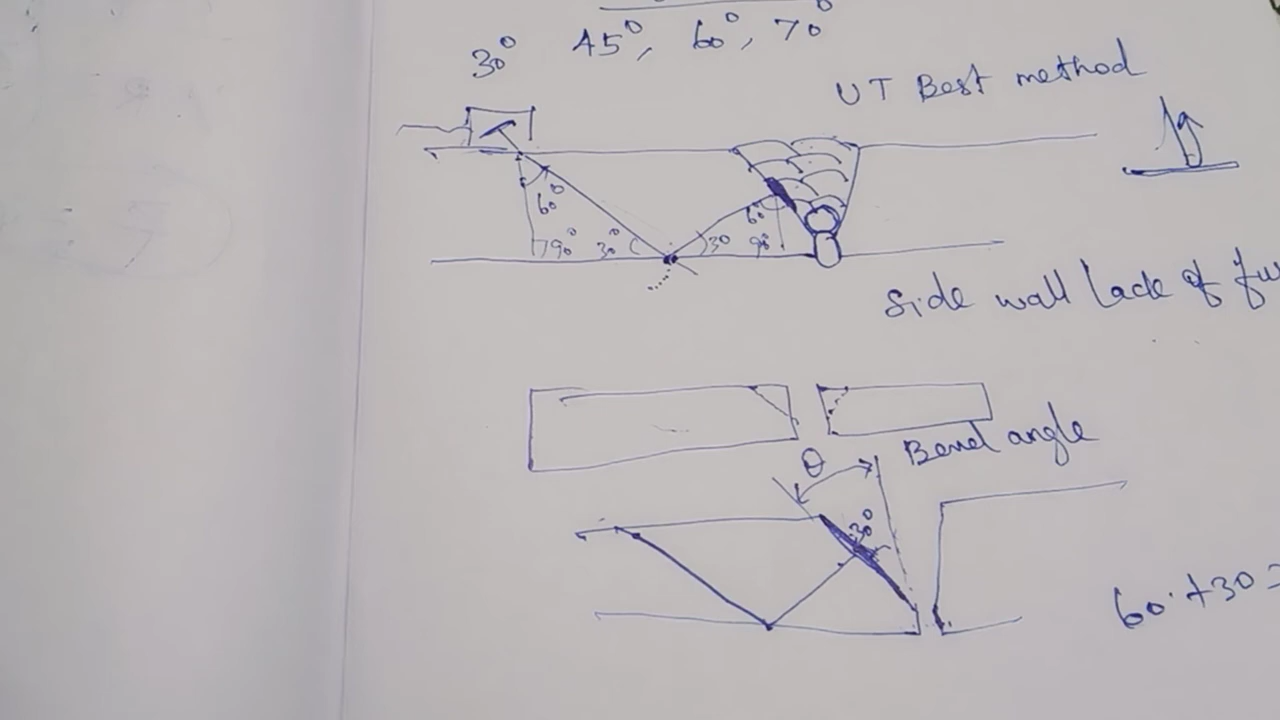 45°, 60°, 70°
30°
UT Best method
60°
90° 30°
30
60°
90°
Side wall lack of fu
Bevel angle
θ
30°
60° + 30 =